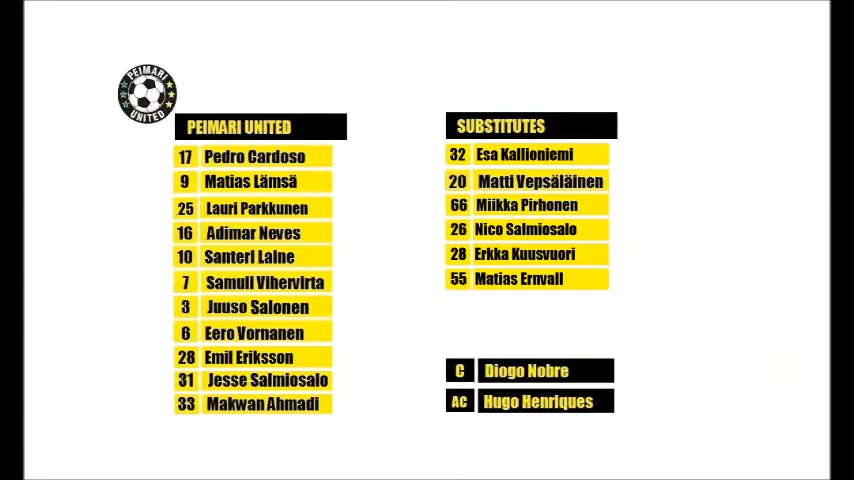 PEIMARI
UNITED
PEIMARI UNITED
17 Pedro Cardoso
9 Matias Lämsä
25 Lauri Parkkunen
16 Adimar Neves
10 Santeri Laine
7 Samuli Vihervirta
3 Juuso Salonen
6 Eero Vornanen
28 Emil Eriksson
31 Jesse Salmiosalo
33 Makwan Ahmadi
SUBSTITUTES
32 Esa Kallioniemi
20 Matti Vepsäläinen
66 Miikka Pirhonen
26 Nico Salmiosalo
28 Erkka Kuusvuori
55 Matias Ernvall
C Diogo Nobre
AC Hugo Henriques